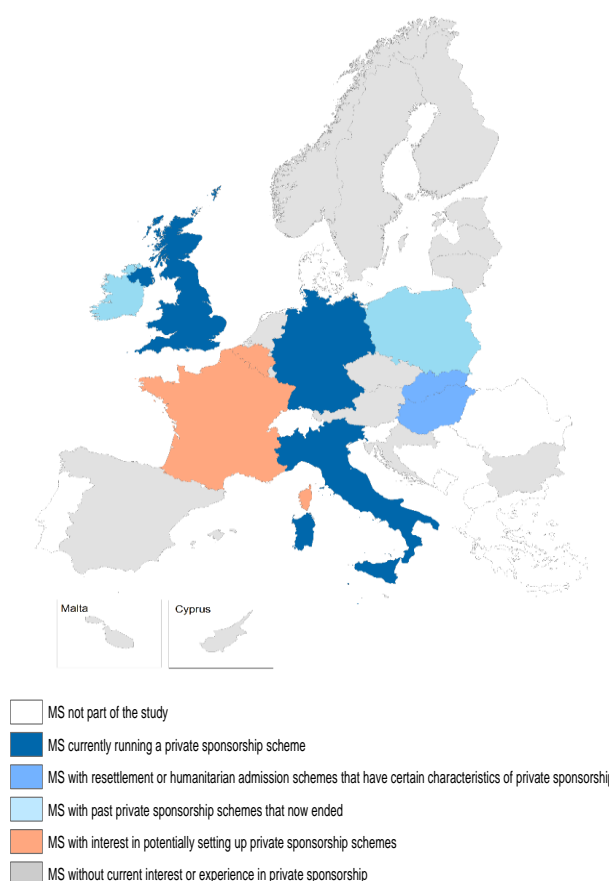 Malta
Cyprus
MS not part of the study
MS currently running a private sponsorship scheme
MS with resettlement or humanitarian admission schemes that have certain characteristics of private sponsorship
MS with past private sponsorship schemes that now ended
MS with interest in potentially setting up private sponsorship schemes
MS without current interest or experience in private sponsorship